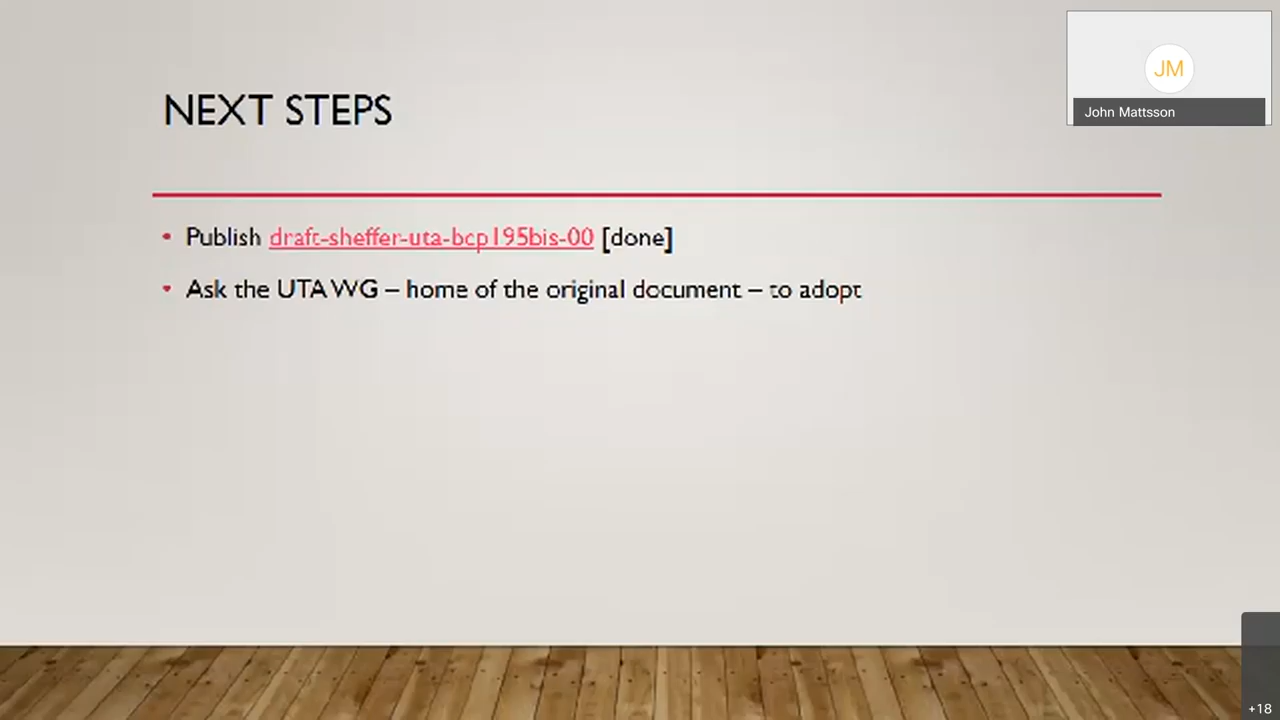 NEXT STEPS
• Publish draft-sheffer-uta-bcp195bis-00 [done]
• Ask the UTA WG – home of the original document – to adopt
JM
John Mattsson
+18